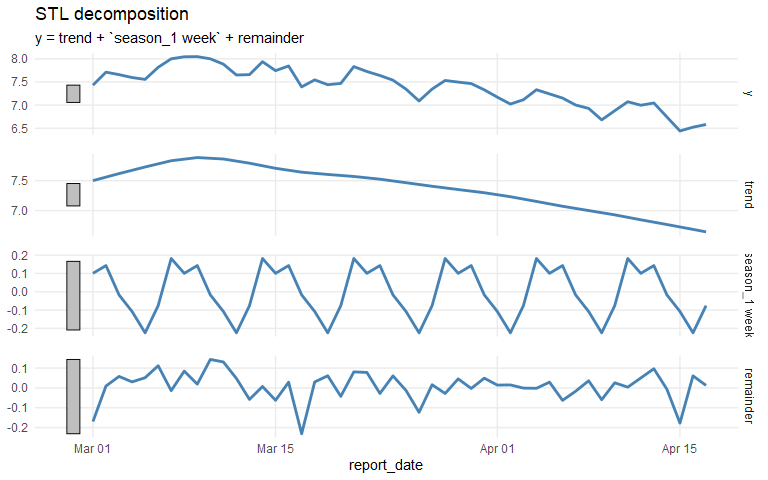 STL decomposition
y = trend + `season_1 week` + remainder
8.0
7.5
7.0
6.5
y
7.5
7.0
trend
0.2
0.1
0.0
-0.1
-0.2
season_1 week
0.1
0.0
-0.1
-0.2
remainder
Mar 01
Mar 15
Apr 01
Apr 15
report_date